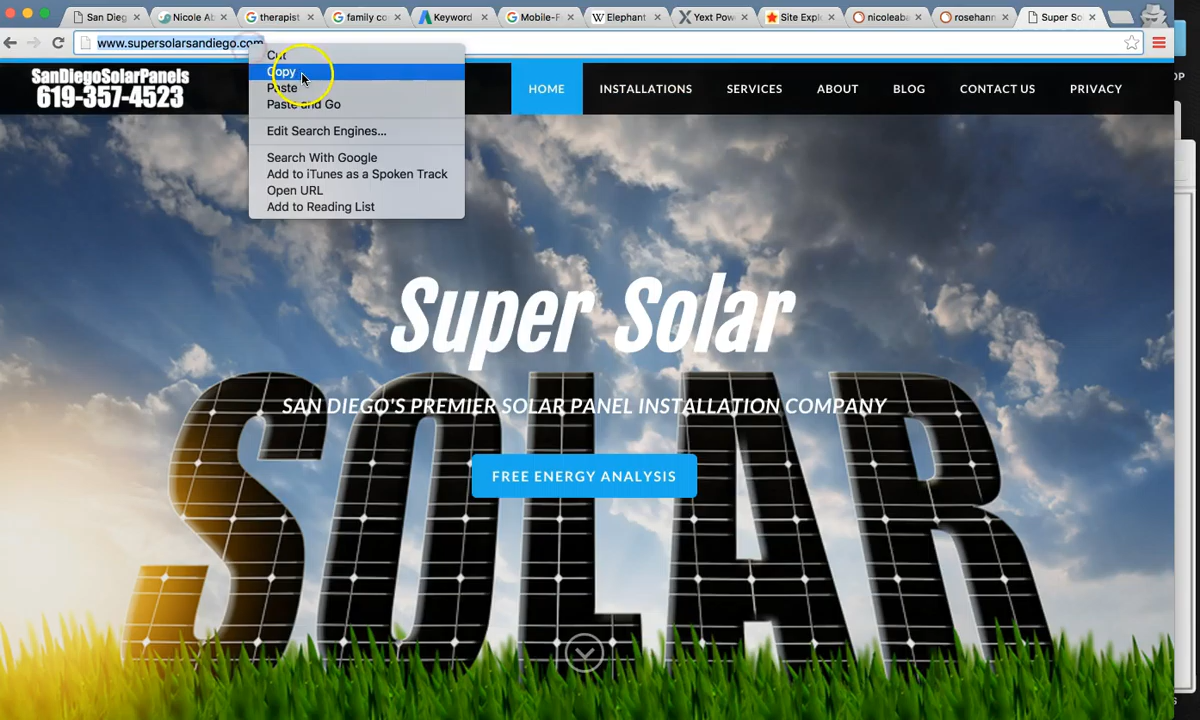 San Dieg
Nicole Al
therapist
family co
Keyword
Mobile-F
Elephant
Yext Pow
Site Expl
nicoleab
rosehann
Super So
www.supersolarsandiego.com
Cut
Copy
Paste
Paste and Go
Edit Search Engines...
Search With Google
Add to iTunes as a Spoken Track
Open URL
Add to Reading List
SanDiegoSolarPanels
619-357-4523
HOME
INSTALLATIONS
SERVICES
ABOUT
BLOG
CONTACT US
PRIVACY
Super Solar
SOLAR
SAN DIEGO'S PREMIER SOLAR PANEL INSTALLATION COMPANY
FREE ENERGY ANALYSIS